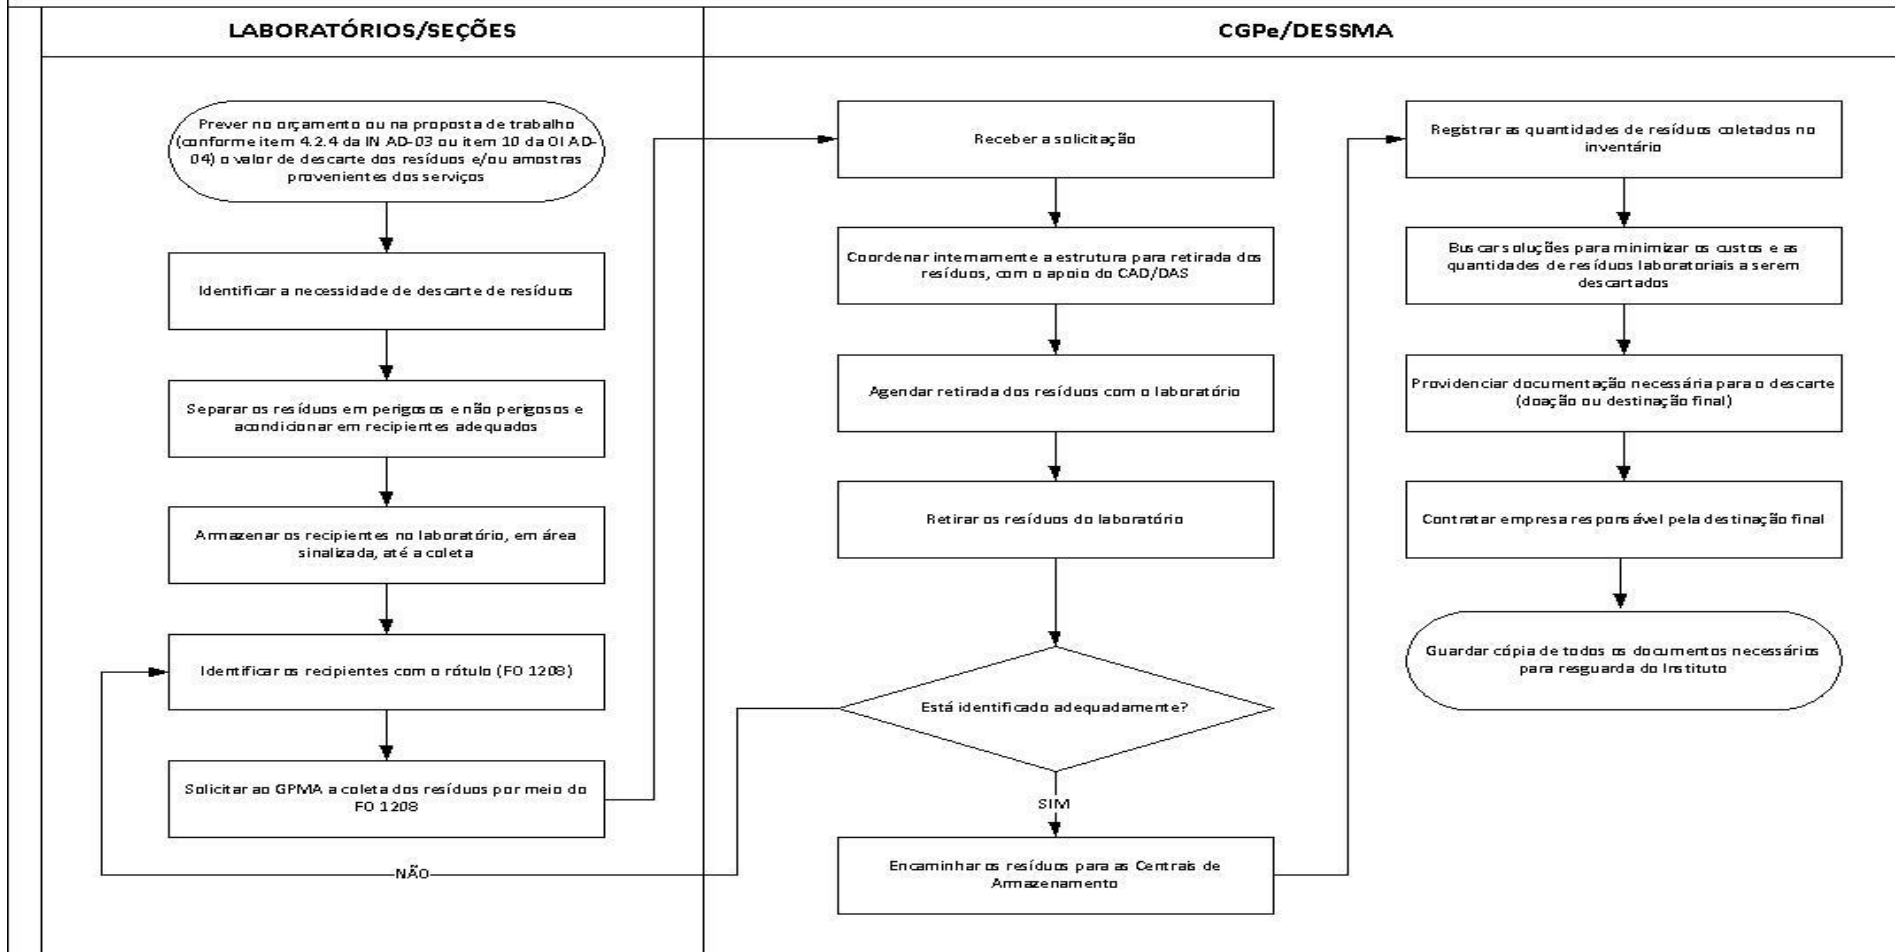 LABORATÓRIOS/SEÇÕES
Prever no orçamento ou na proposta de trabalho
(conforme item 4.2.4 da IN AD-03 ou item 10 da OI AD-
04) o valor de descarte dos resíduos e/ou amostras
provenientes dos serviços
Identificar a necessidade de descarte de resíduos
Separar os resíduos em perigosos e não perigosos e
acondicionar em recipientes adequados
Armazenar os recipientes no laboratório, em área
sinalizada, até a coleta
Identificar os recipientes com o rótulo (FO 1208)
Solicitar ao GPMA a coleta dos resíduos por meio do
FO 1208
NÃO
CGPe/DESSMA
Receber a solicitação
Coordenar internamente a estrutura para retirada dos
resíduos, com o apoio do CAD/DAS
Agendar retirada dos resíduos com o laboratório
Retirar os resíduos do laboratório
Está identificado adequadamente?
SIM
Encaminhar os resíduos para as Centrais de
Armazenamento
Registrar as quantidades de resíduos coletados no
inventário
Buscar soluções para minimizar os custos e as
quantidades de resíduos laboratoriais a serem
descartados
Providenciar documentação necessária para o descarte
(doação ou destinação final)
Contratar empresa responsável pela destinação final
Guardar cópia de todos os documentos necessários
para resguarda do Instituto